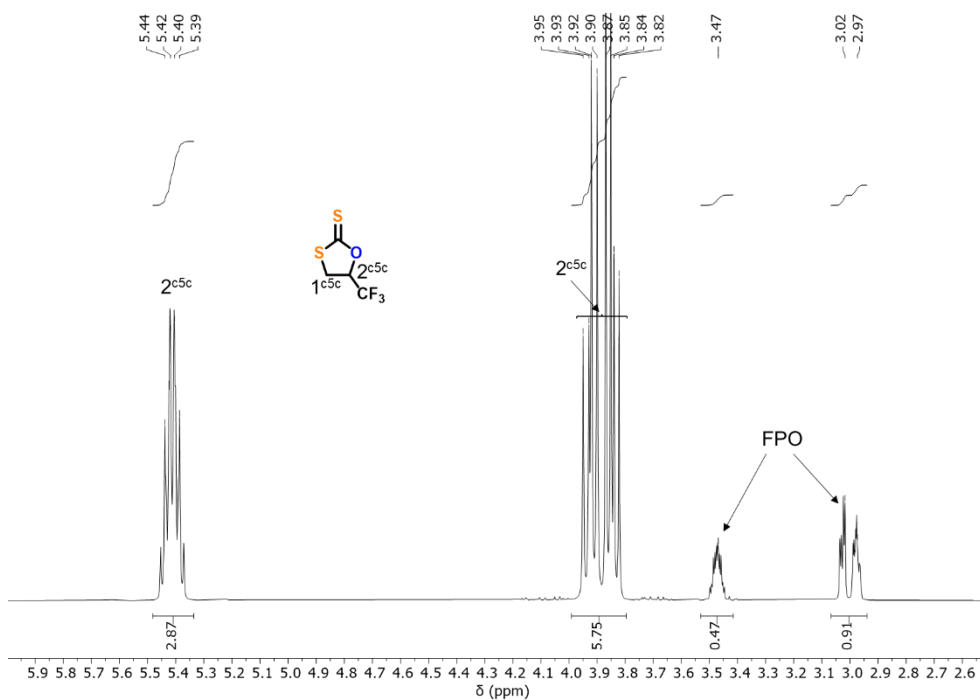 5.44
5.42
5.40
5.39
3.95
3.93
3.92
3.90
3.87
3.85
3.84
3.82
3.47
3.02
2.97
S
S
O
2c5c
1c5c
CF3
2c5c
2c5c
FPO
2.87
5.75
0.47
0.91
5.9 5.8 5.7 5.6 5.5 5.4 5.3 5.2 5.1 5.0 4.9 4.8 4.7 4.6 4.5 4.4 4.3 4.2 4.1 4.0 3.9 3.8 3.7 3.6 3.5 3.4 3.3 3.2 3.1 3.0 2.9 2.8 2.7 2.6
δ (ppm)